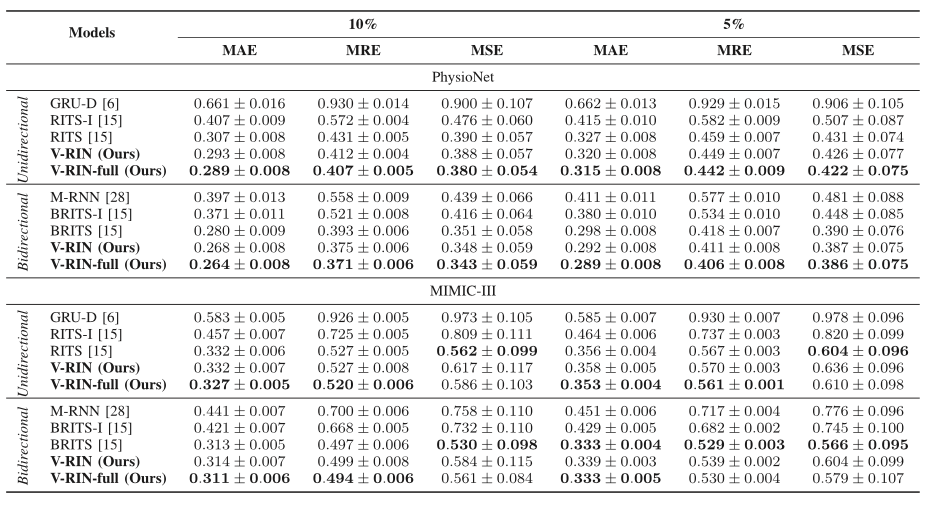 Models 10% 5%
MAE MRE MSE MAE MRE MSE
PhysioNet
Unidirectional
GRU-D [6] 0.661 ± 0.016 0.930 ± 0.014 0.900 ± 0.107 0.662 ± 0.013 0.929 ± 0.015 0.906 ± 0.105
RITS-I [15] 0.407 ± 0.009 0.572 ± 0.004 0.476 ± 0.060 0.415 ± 0.010 0.582 ± 0.009 0.507 ± 0.087
RITS [15] 0.307 ± 0.008 0.431 ± 0.005 0.390 ± 0.057 0.327 ± 0.008 0.459 ± 0.007 0.431 ± 0.074
V-RIN (Ours) 0.293 ± 0.008 0.412 ± 0.004 0.388 ± 0.057 0.320 ± 0.008 0.449 ± 0.007 0.426 ± 0.077
V-RIN-full (Ours) 0.289 ± 0.008 0.407 ± 0.005 0.380 ± 0.054 0.315 ± 0.008 0.442 ± 0.009 0.422 ± 0.075
Bidirectional
M-RNN [28] 0.397 ± 0.013 0.558 ± 0.009 0.439 ± 0.066 0.411 ± 0.011 0.577 ± 0.010 0.481 ± 0.088
BRITS-I [15] 0.371 ± 0.011 0.521 ± 0.008 0.416 ± 0.064 0.380 ± 0.010 0.534 ± 0.010 0.448 ± 0.085
BRITS [15] 0.280 ± 0.009 0.393 ± 0.006 0.351 ± 0.058 0.298 ± 0.008 0.418 ± 0.007 0.390 ± 0.076
V-RIN (Ours) 0.268 ± 0.008 0.375 ± 0.006 0.348 ± 0.059 0.292 ± 0.008 0.411 ± 0.008 0.387 ± 0.075
V-RIN-full (Ours) 0.264 ± 0.008 0.371 ± 0.006 0.343 ± 0.059 0.289 ± 0.008 0.406 ± 0.008 0.386 ± 0.075
MIMIC-III
Unidirectional
GRU-D [6] 0.583 ± 0.005 0.926 ± 0.005 0.973 ± 0.105 0.585 ± 0.007 0.930 ± 0.007 0.978 ± 0.096
RITS-I [15] 0.457 ± 0.007 0.725 ± 0.005 0.809 ± 0.111 0.464 ± 0.006 0.737 ± 0.003 0.820 ± 0.099
RITS [15] 0.332 ± 0.006 0.527 ± 0.005 0.562 ± 0.099 0.356 ± 0.004 0.567 ± 0.003 0.604 ± 0.096
V-RIN (Ours) 0.332 ± 0.007 0.527 ± 0.008 0.617 ± 0.117 0.358 ± 0.005 0.570 ± 0.003 0.636 ± 0.096
V-RIN-full (Ours) 0.327 ± 0.005 0.520 ± 0.006 0.586 ± 0.103 0.353 ± 0.004 0.561 ± 0.001 0.610 ± 0.098
Bidirectional
M-RNN [28] 0.441 ± 0.007 0.700 ± 0.006 0.758 ± 0.110 0.451 ± 0.006 0.717 ± 0.004 0.776 ± 0.096
BRITS-I [15] 0.421 ± 0.007 0.668 ± 0.005 0.732 ± 0.110 0.429 ± 0.005 0.682 ± 0.002 0.745 ± 0.100
BRITS [15] 0.313 ± 0.005 0.497 ± 0.006 0.530 ± 0.098 0.333 ± 0.004 0.529 ± 0.003 0.566 ± 0.095
V-RIN (Ours) 0.314 ± 0.007 0.499 ± 0.008 0.584 ± 0.115 0.339 ± 0.003 0.539 ± 0.002 0.604 ± 0.099
V-RIN-full (Ours) 0.311 ± 0.006 0.494 ± 0.006 0.561 ± 0.084 0.333 ± 0.005 0.530 ± 0.004 0.579 ± 0.107